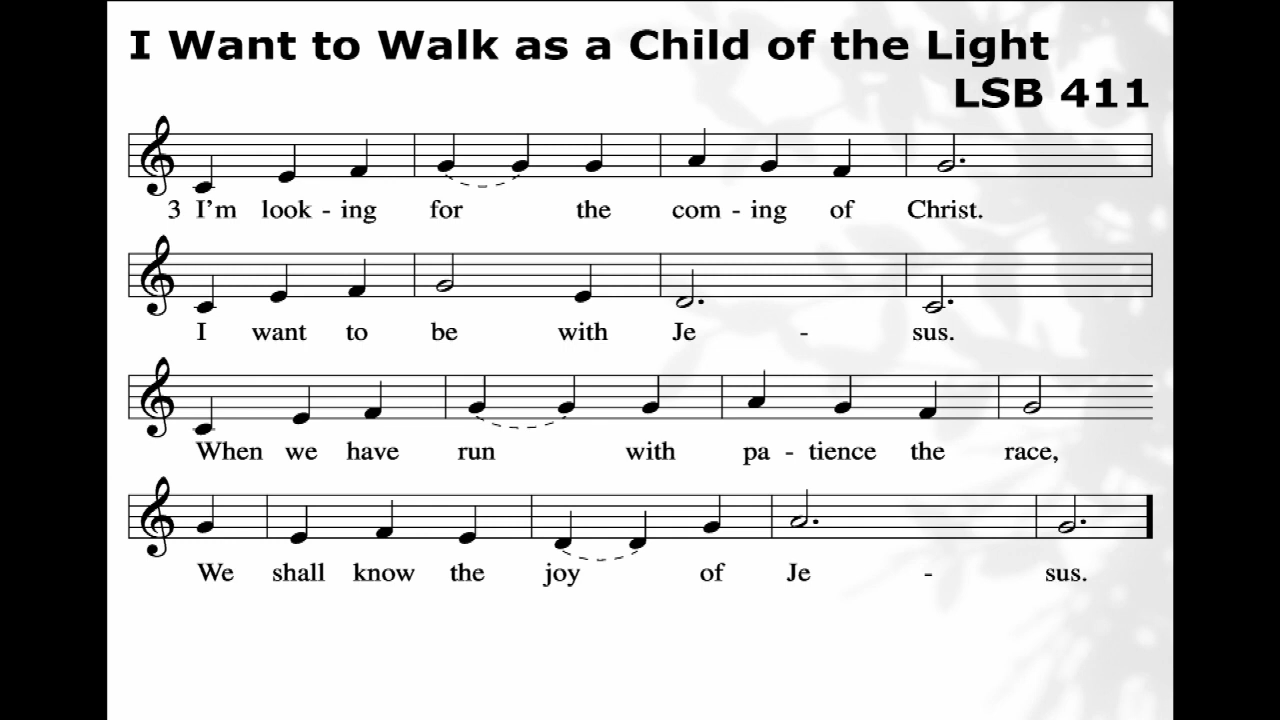 I Want to Walk as a Child of the Light
LSB 411
3 I’m look - ing for the com - ing of Christ.
I want to be with Je - sus.
When we have run with pa - tience the race,
We shall know the joy of Je - sus.